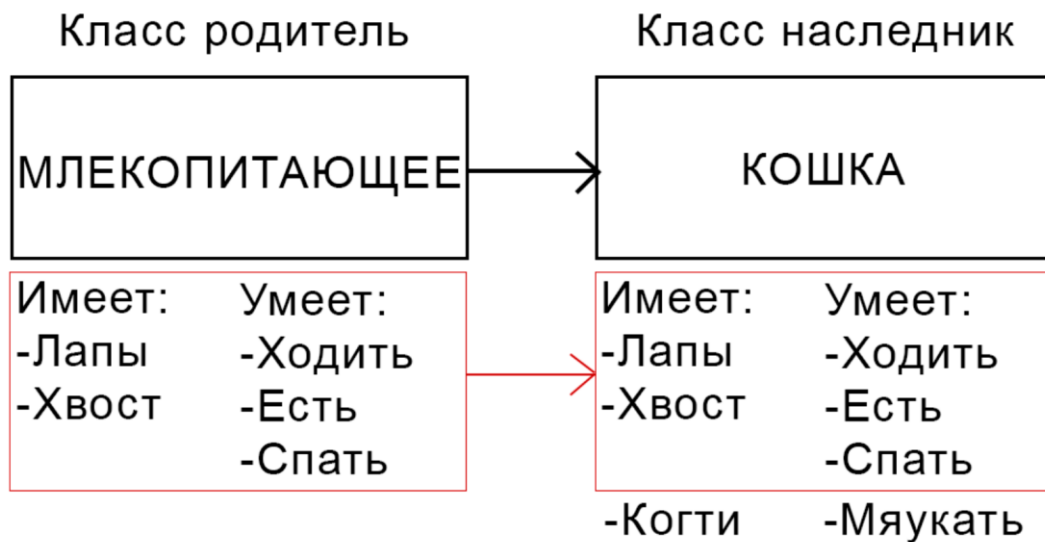 Класс родитель
Класс наследник
МЛЕКОПИТАЮЩЕЕ
КОШКА
Имеет:
-Лапы
-Хвост
Умеет:
-Ходить
-Есть
-Спать
Имеет:
-Лапы
-Хвост
-Когти
Умеет:
-Ходить
-Есть
-Спать
-Мяукать